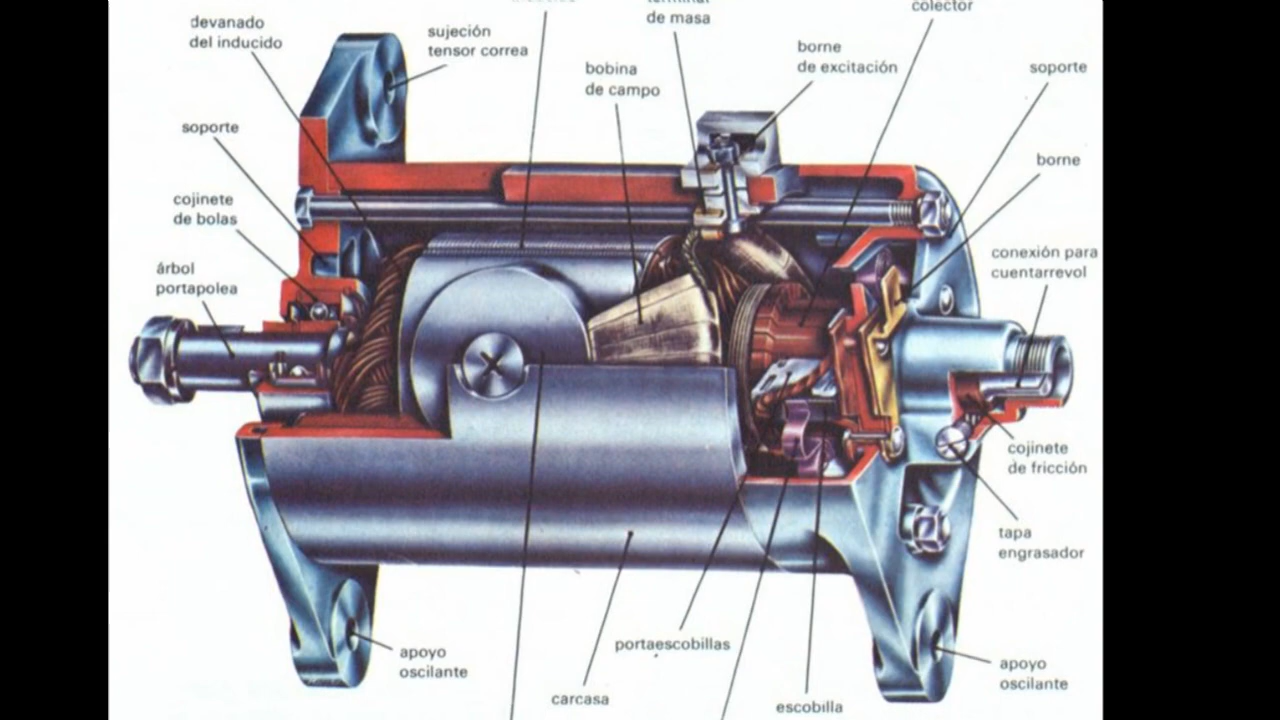 devanado
del inducido
sujeción
tensor correa
de masa
colector
borne
de excitación
bobina
de campo
soporte
soporte
borne
cojinete
de bolas
conexión para
cuentarrevol
árbol
portapolea
cojinete
de fricción
tapa
engrasador
portaescobillas
apoyo
oscilante
apoyo
oscilante
carcasa
escobilla